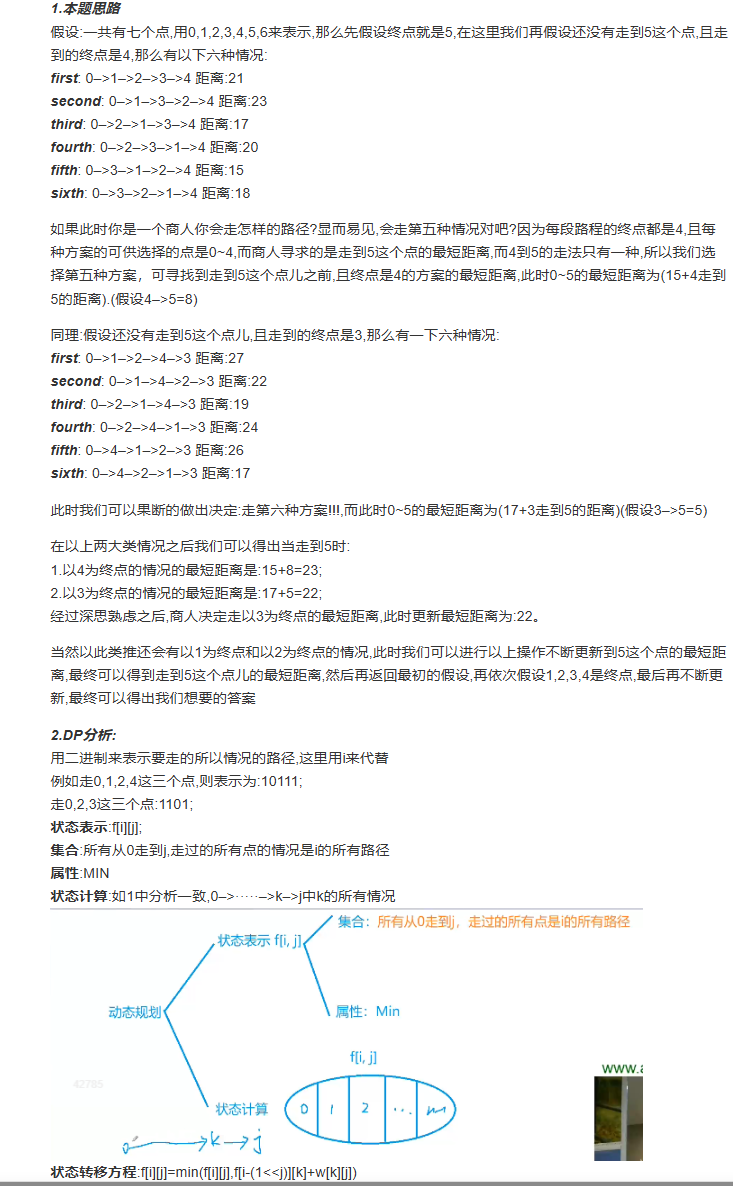 1.本题思路
假设:一共有七个点,用0,1,2,3,4,5,6来表示,那么先假设终点就是5,在这里我们再假设还没有走到5这个点,且走
到的终点是4,那么有以下六种情况:
first: 0–>1–>2–>3–>4 距离:21
second: 0–>1–>3–>2–>4 距离:23
third: 0–>2–>1–>3–>4 距离:17
fourth: 0–>2–>3–>1–>4 距离:20
fifth: 0–>3–>1–>2–>4 距离:15
sixth: 0–>3–>2–>1–>4 距离:18
如果此时你是一个商人你会走怎样的路径?显而易见,会走第五种情况对吧?因为每段路程的终点都是4,且每
种方案的可供选择的点是0~4,而商人寻求的是走到5这个点的最短距离,而4到5的走法只有一种,所以我们选
择第五种方案，可寻找到走到5这个点儿之前,且终点是4的方案的最短距离,此时0~5的最短距离为(15+4走到
5的距离).(假设4–>5=8)
同理:假设还没有走到5这个点儿,且走到的终点是3,那么有一下六种情况:
first: 0–>1–>2–>4–>3 距离:27
second: 0–>1–>4–>2–>3 距离:22
third: 0–>2–>1–>4–>3 距离:19
fourth: 0–>2–>4–>1–>3 距离:24
fifth: 0–>4–>1–>2–>3 距离:26
sixth: 0–>4–>2–>1–>3 距离:17
此时我们可以果断的做出决定:走第六种方案!!!,而此时0~5的最短距离为(17+3走到5的距离)(假设3–>5=5)
在以上两大类情况之后我们可以得出当走到5时:
1.以4为终点的情况的最短距离是:15+8=23;
2.以3为终点的情况的最短距离是:17+5=22;
经过深思熟虑之后,商人决定走以3为终点的最短距离,此时更新最短距离为:22。
当然以此类推还会有以1为终点和以2为终点的情况,此时我们可以进行以上操作不断更新到5这个点的最短距
离,最终可以得到走到5这个点儿的最短距离,然后再返回最初的假设,再依次假设1,2,3,4是终点,最后再不断更
新,最终可以得出我们想要的答案
2.DP分析:
用二进制来表示要走的所以情况的路径,这里用i来代替
例如走0,1,2,4这三个点,则表示为:10111;
走0,2,3这三个点:1101;
状态表示:f[i][j];
集合:所有从0走到j,走过的所有点的情况是i的所有路径
属性:MIN
状态计算:如1中分析一致,0–>·····–>k–>j中k的所有情况
集合：所有从0走到j，走过的所有点是i的所有路径
状态表示 f[i, j]
动态规划
属性：Min
f[i, j]
www.a
42785
状态计算
0 1 2 ... m
0 k j
状态转移方程:f[i][j]=min(f[i][j],f[i-(1<<j)][k]+w[k][j])